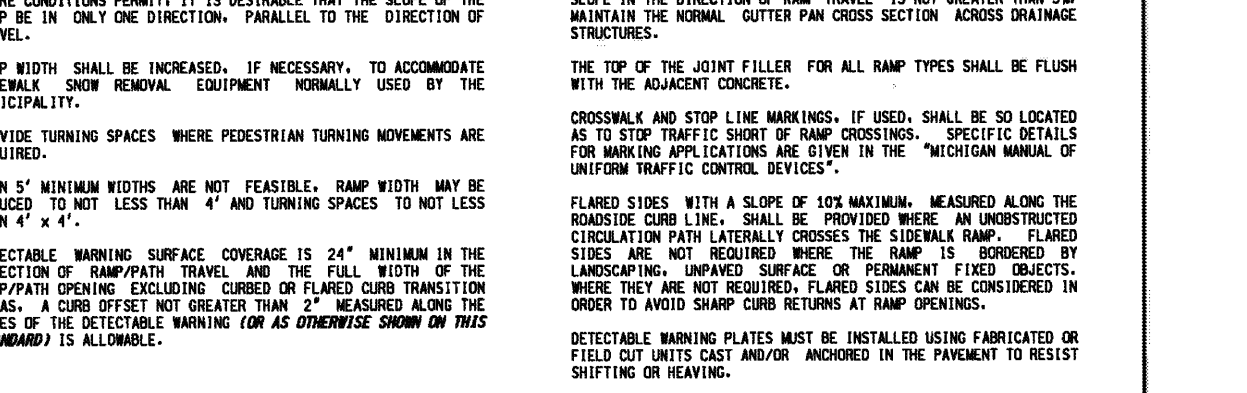 P BE IN ONLY ONE DIRECTION, PARALLEL TO THE DIRECTION OF
VEL.
P WIDTH SHALL BE INCREASED, IF NECESSARY, TO ACCOMMODATE
EWALK SNOW REMOVAL EQUIPMENT NORMALLY USED BY THE
ICIPALITY.
VIDE TURNING SPACES WHERE PEDESTRIAN TURNING MOVEMENTS ARE
UIRED.
N 5' MINIMUM WIDTHS ARE NOT FEASIBLE, RAMP WIDTH MAY BE
UCED TO NOT LESS THAN 4' AND TURNING SPACES TO NOT LESS
N 4' x 4'.
ECTABLE WARNING SURFACE COVERAGE IS 24" MINIMUM IN THE
ECTION OF RAMP/PATH TRAVEL AND THE FULL WIDTH OF THE
P/PATH OPENING EXCLUDING CURBED OR FLARED CURB TRANSITION
AS. A CURB OFFSET NOT GREATER THAN 2" MEASURED ALONG THE
ES OF THE DETECTABLE WARNING (OR AS OTHERWISE SHOWN ON THIS
NDARD) IS ALLOWABLE.
MAINTAIN THE NORMAL GUTTER PAN CROSS SECTION ACROSS DRAINAGE
STRUCTURES.
THE TOP OF THE JOINT FILLER FOR ALL RAMP TYPES SHALL BE FLUSH
WITH THE ADJACENT CONCRETE.
CROSSWALK AND STOP LINE MARKINGS, IF USED, SHALL BE SO LOCATED
AS TO STOP TRAFFIC SHORT OF RAMP CROSSINGS. SPECIFIC DETAILS
FOR MARKING APPLICATIONS ARE GIVEN IN THE "MICHIGAN MANUAL OF
UNIFORM TRAFFIC CONTROL DEVICES".
FLARED SIDES WITH A SLOPE OF 10% MAXIMUM, MEASURED ALONG THE
ROADSIDE CURB LINE, SHALL BE PROVIDED WHERE AN UNOBSTRUCTED
CIRCULATION PATH LATERALLY CROSSES THE SIDEWALK RAMP. FLARED
SIDES ARE NOT REQUIRED WHERE THE RAMP IS BORDERED BY
LANDSCAPING, UNPAVED SURFACE OR PERMANENT FIXED OBJECTS.
WHERE THEY ARE NOT REQUIRED, FLARED SIDES CAN BE CONSIDERED IN
ORDER TO AVOID SHARP CURB RETURNS AT RAMP OPENINGS.
DETECTABLE WARNING PLATES MUST BE INSTALLED USING FABRICATED OR
FIELD CUT UNITS CAST AND/OR ANCHORED IN THE PAVEMENT TO RESIST
SHIFTING OR HEAVING.